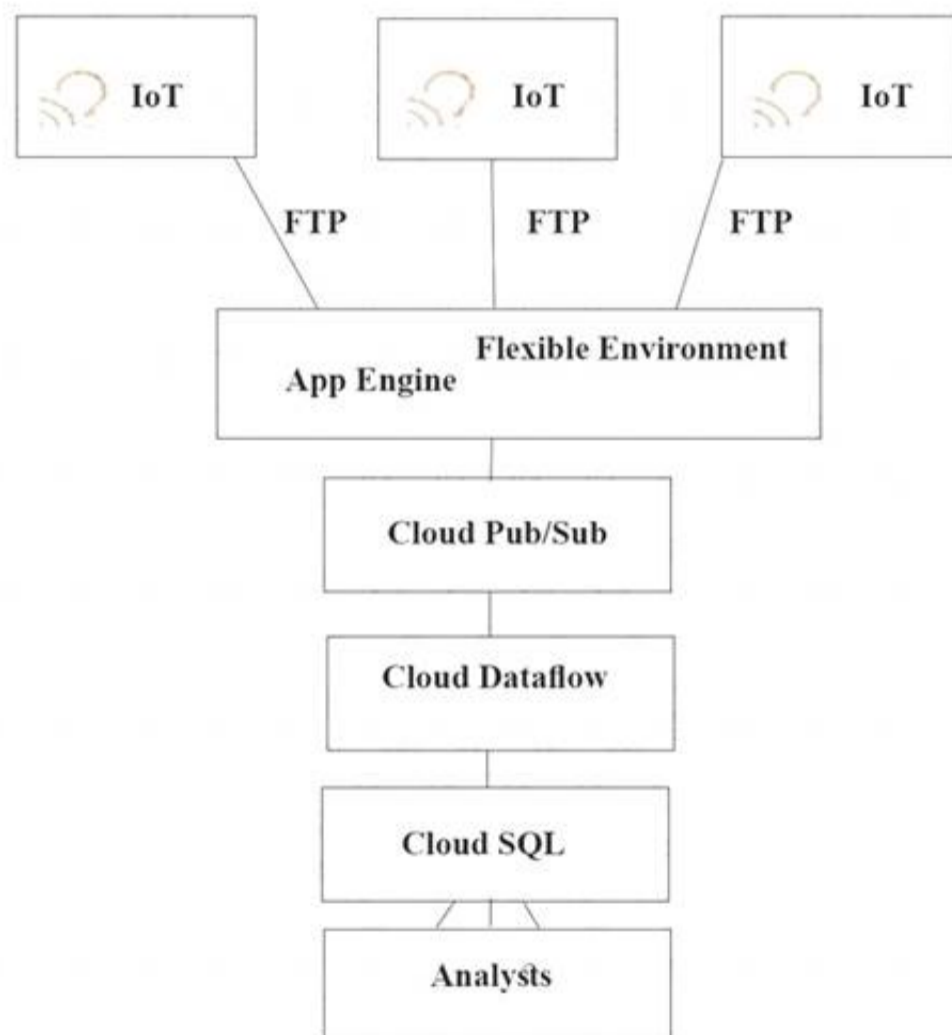 IoT
IoT
IoT
FTP
FTP
FTP
Flexible Environment
App Engine
Cloud Pub/Sub
Cloud Dataflow
Cloud SQL
Analysts